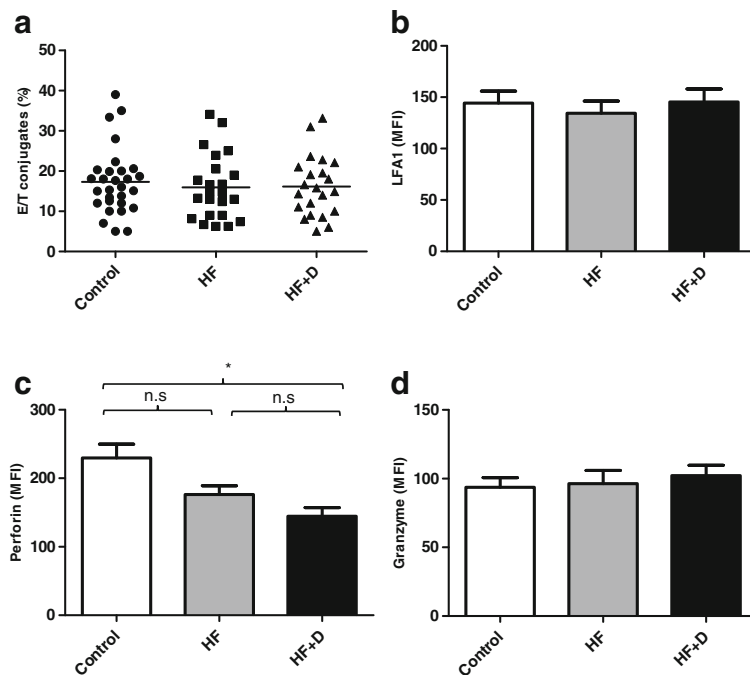 a
E/T conjugates (%)
50
40
30
20
10
0
Control
HF
HF+D
b
LFA1 (MFI)
200
150
100
50
0
Control
HF
HF+D
c
*
n.s
n.s
Perforin (MFI)
300
200
100
0
Control
HF
HF+D
d
Granzyme (MFI)
150
100
50
0
Control
HF
HF+D